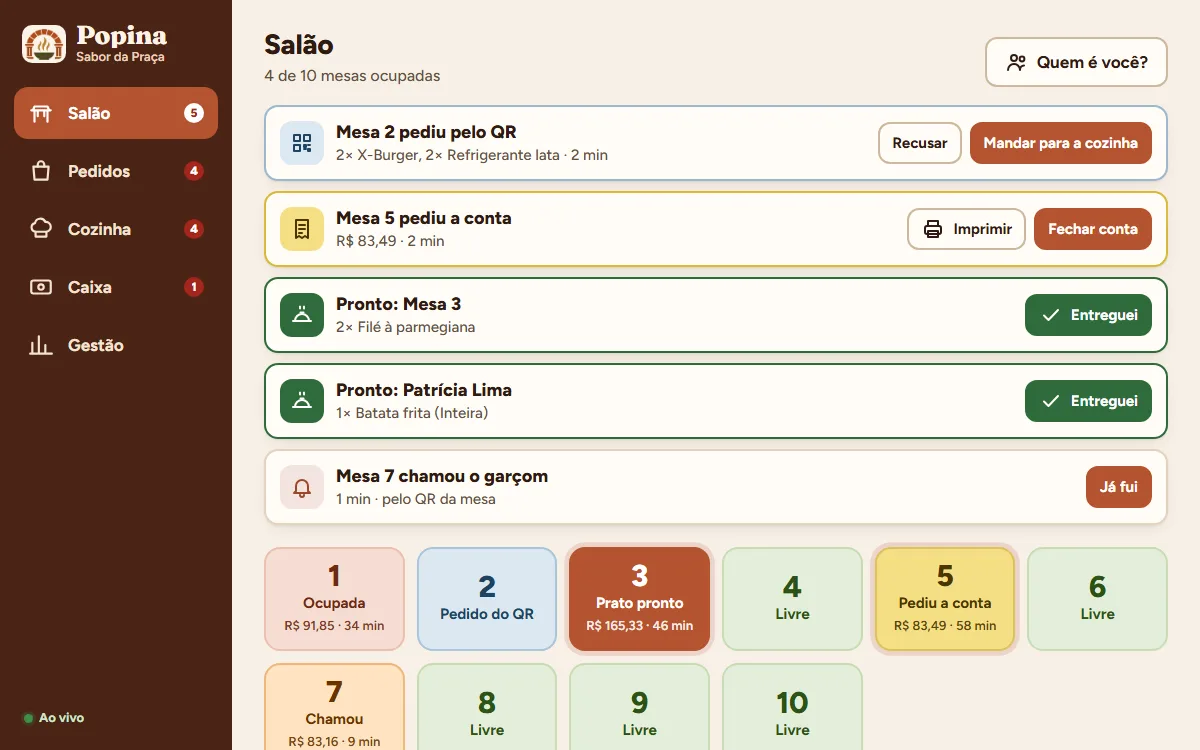 Popina
Sabor da Praça
Salão 5
Pedidos 4
Cozinha 4
Caixa 1
Gestão
Ao vivo
Salão
4 de 10 mesas ocupadas
Quem é você?
Mesa 2 pediu pelo QR
2× X-Burger, 2× Refrigerante lata · 2 min
Recusar
Mandar para a cozinha
Mesa 5 pediu a conta
R$ 83,49 · 2 min
Imprimir
Fechar conta
Pronto: Mesa 3
2× Filé à parmegiana
Entreguei
Pronto: Patrícia Lima
1× Batata frita (Inteira)
Entreguei
Mesa 7 chamou o garçom
1 min · pelo QR da mesa
Já fui
1
Ocupada
R$ 91,85 · 34 min
2
Pedido do QR
3
Prato pronto
R$ 165,33 · 46 min
4
Livre
5
Pediu a conta
R$ 83,49 · 58 min
6
Livre
7
Chamou
R$ 83,16 · 9 min
8
Livre
9
Livre
10
Livre